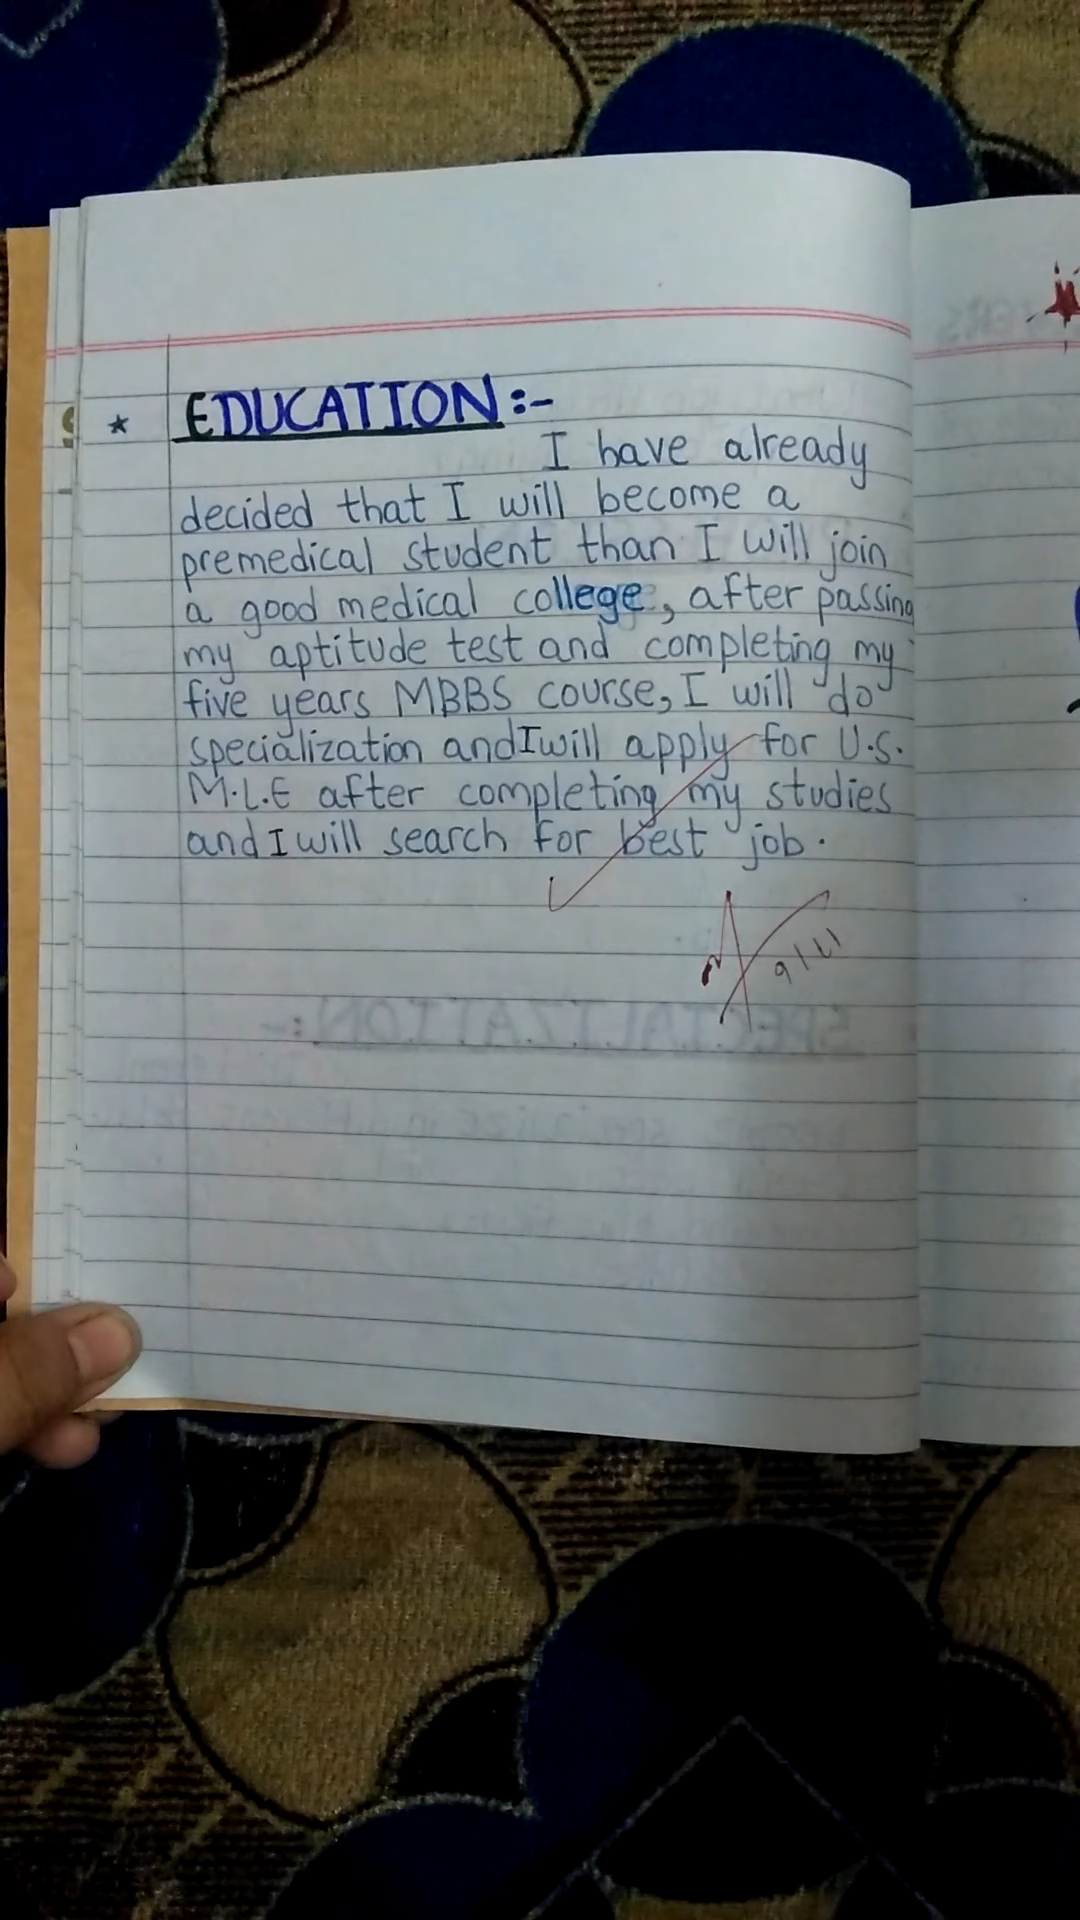 * EDUCATION:-
I have already
decided that I will become a
premedical student than I will join
a good medical college, after passing
my aptitude test and completing my
five years MBBS course, I will do
specialization and I will apply for U.S.
M.L.E after completing my studies
and I will search for best job.
SPECIALIZATION:-